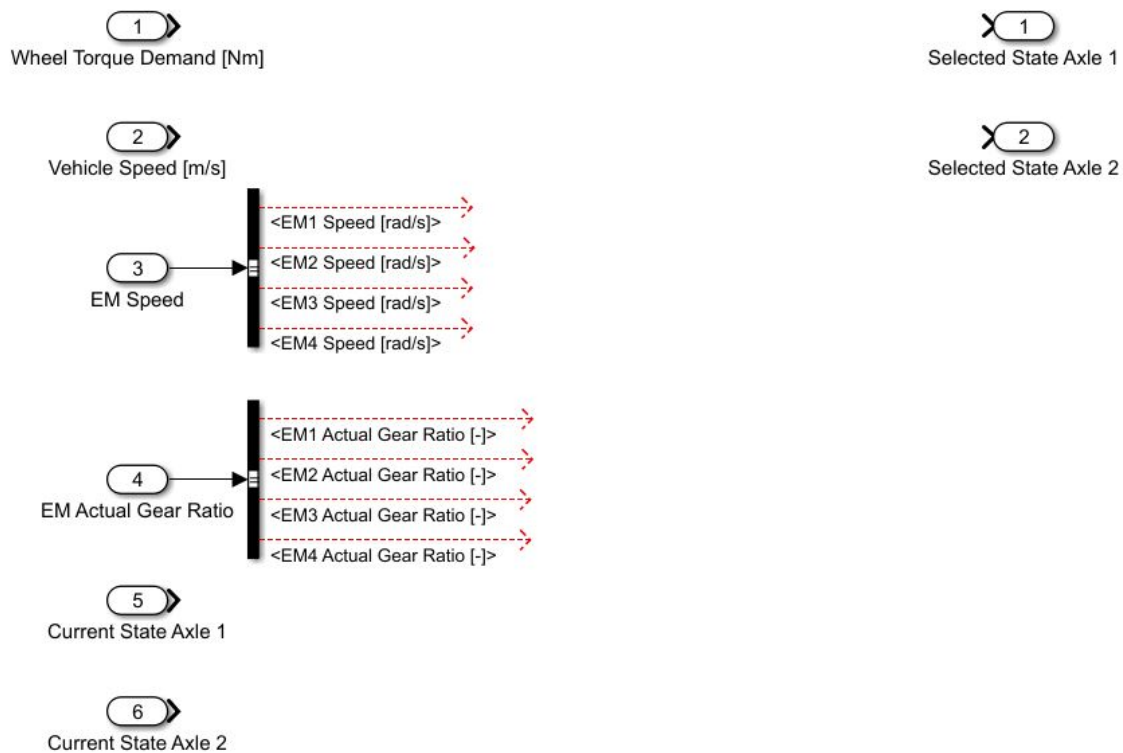 1
Wheel Torque Demand [Nm]
1
Selected State Axle 1
2
Vehicle Speed [m/s]
2
Selected State Axle 2
3
EM Speed
<EM1 Speed [rad/s]>
<EM2 Speed [rad/s]>
<EM3 Speed [rad/s]>
<EM4 Speed [rad/s]>
4
EM Actual Gear Ratio
<EM1 Actual Gear Ratio [-]>
<EM2 Actual Gear Ratio [-]>
<EM3 Actual Gear Ratio [-]>
<EM4 Actual Gear Ratio [-]>
5
Current State Axle 1
6
Current State Axle 2